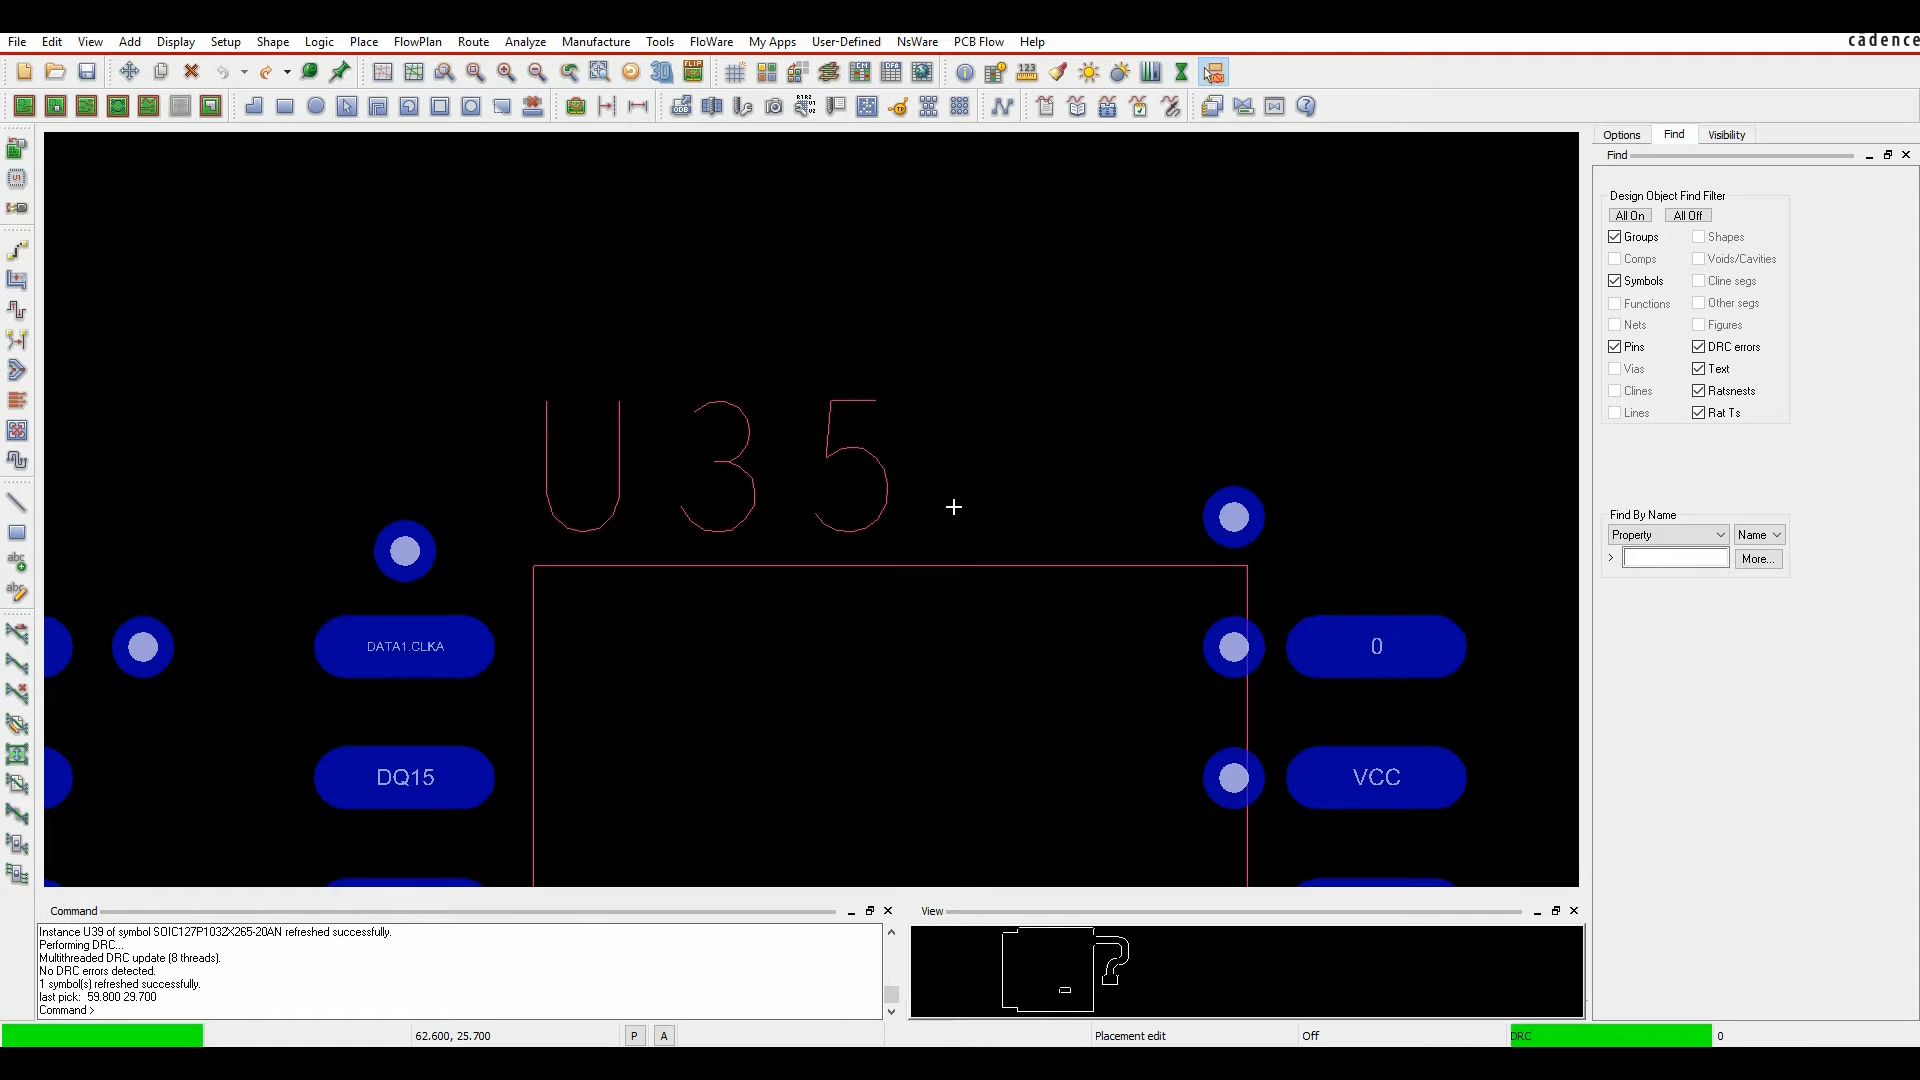 File Edit View Add Display Setup Shape Logic Place FlowPlan Route Analyze Manufacture Tools FloWare My Apps User-Defined NsWare PCB Flow Help
cadence
Options Find Visibility
Find
Design Object Find Filter
All On All Off
Groups Shapes
Comps Voids/Cavities
Symbols Cline segs
Functions Other segs
Nets Figures
Pins DRC errors
Vias Text
Clines Ratsnests
Lines Rat Ts
Find By Name
Property Name
> More...
U35
DATA1.CLKA 0
DQ15 VCC
Command
Instance U39 of symbol SOIC127P1032X265-20AN refreshed successfully.
Performing DRC...
Multithreaded DRC update (8 threads).
No DRC errors detected.
1 symbol(s) refreshed successfully.
last pick: 59.800 29.700
Command >
View
62.600, 25.700 P A Placement edit Off DRC 0